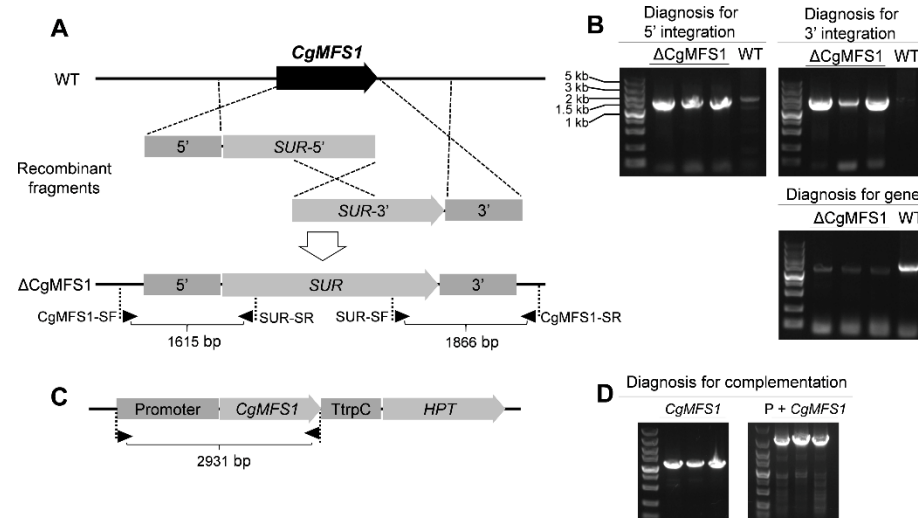 A
CgMFS1
WT
5’
SUR-5’
Recombinant
fragments
SUR-3’
3’
ΔCgMFS1
5’
SUR
3’
CgMFS1-SF
SUR-SR
SUR-SF
CgMFS1-SR
1615 bp
1866 bp
B
Diagnosis for
5’ integration
ΔCgMFS1 WT
5 kb
3 kb
2 kb
1.5 kb
1 kb
Diagnosis for
3’ integration
ΔCgMFS1 WT
Diagnosis for gene
ΔCgMFS1 WT
C
Promoter
CgMFS1
TtrpC
HPT
2931 bp
D
Diagnosis for complementation
CgMFS1
P + CgMFS1